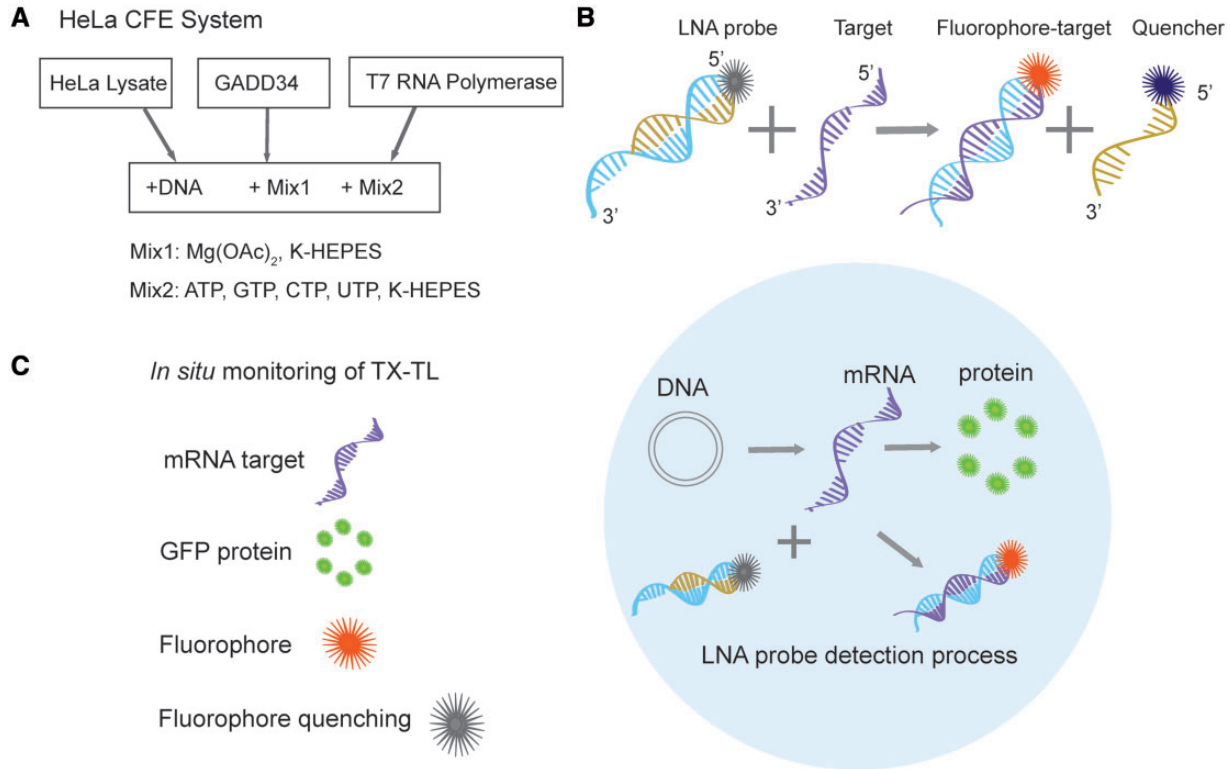 A HeLa CFE System
HeLa Lysate
GADD34
T7 RNA Polymerase
+DNA + Mix1 + Mix2
Mix1: Mg(OAc)₂, K-HEPES
Mix2: ATP, GTP, CTP, UTP, K-HEPES
B
LNA probe Target Fluorophore-target Quencher
5’ 5’ 5’
3’ 3’
C
In situ monitoring of TX-TL
mRNA target
GFP protein
Fluorophore
Fluorophore quenching
DNA mRNA protein
LNA probe detection process